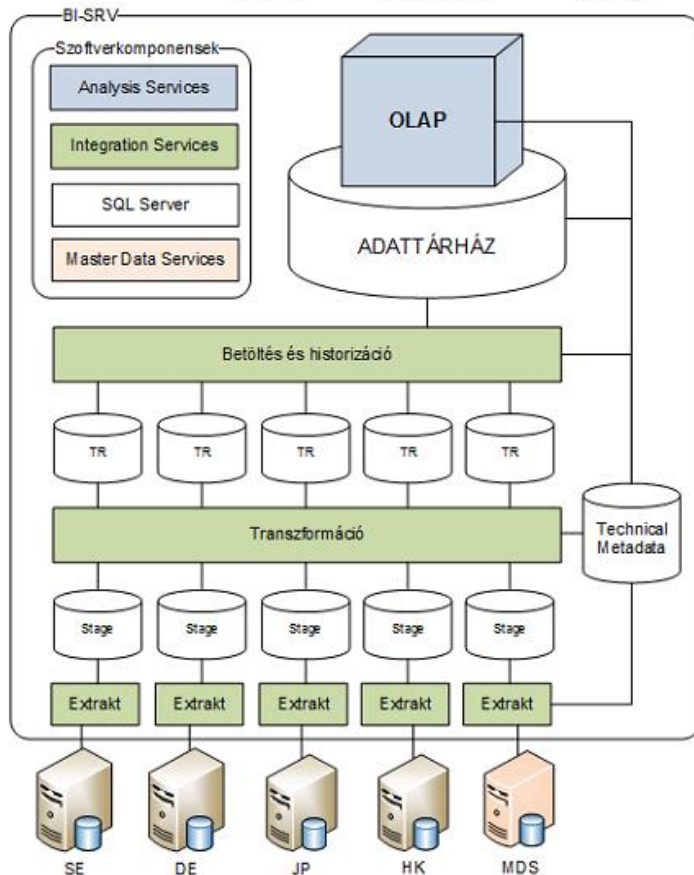 BI-SRV
Szoftverkomponensek
Analysis Services
Integration Services
SQL Server
Master Data Services
OLAP
ADATTÁRHÁZ
Betöltés és historizáció
TR TR TR TR TR
Transzformáció
Technical
Metadata
Stage Stage Stage Stage Stage
Extrakt Extrakt Extrakt Extrakt Extrakt
SE DE JP HK MDS